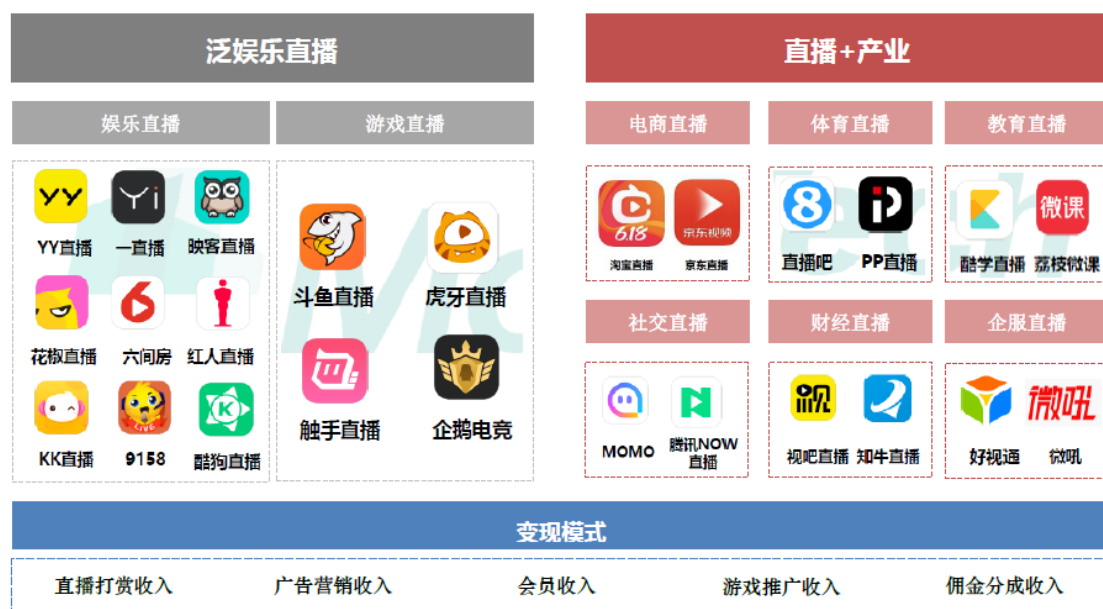 泛娱乐直播
直播+产业
娱乐直播
游戏直播
电商直播
体育直播
教育直播
YY
Yi
YY直播
一直播
映客直播
6
花椒直播
六间房
红人直播
LIVE
K
KK直播
9158
酷狗直播
斗鱼直播
虎牙直播
触手直播
企鹅电竞
6.18
京东视频
淘宝直播
京东直播
8
直播吧
PP直播
微课
酷学直播
荔枝微课
社交直播
财经直播
企服直播
MOMO
腾讯NOW
直播
视吧直播
知牛直播
微吼
好视通
微吼
变现模式
直播打赏收入
广告营销收入
会员收入
游戏推广收入
佣金分成收入